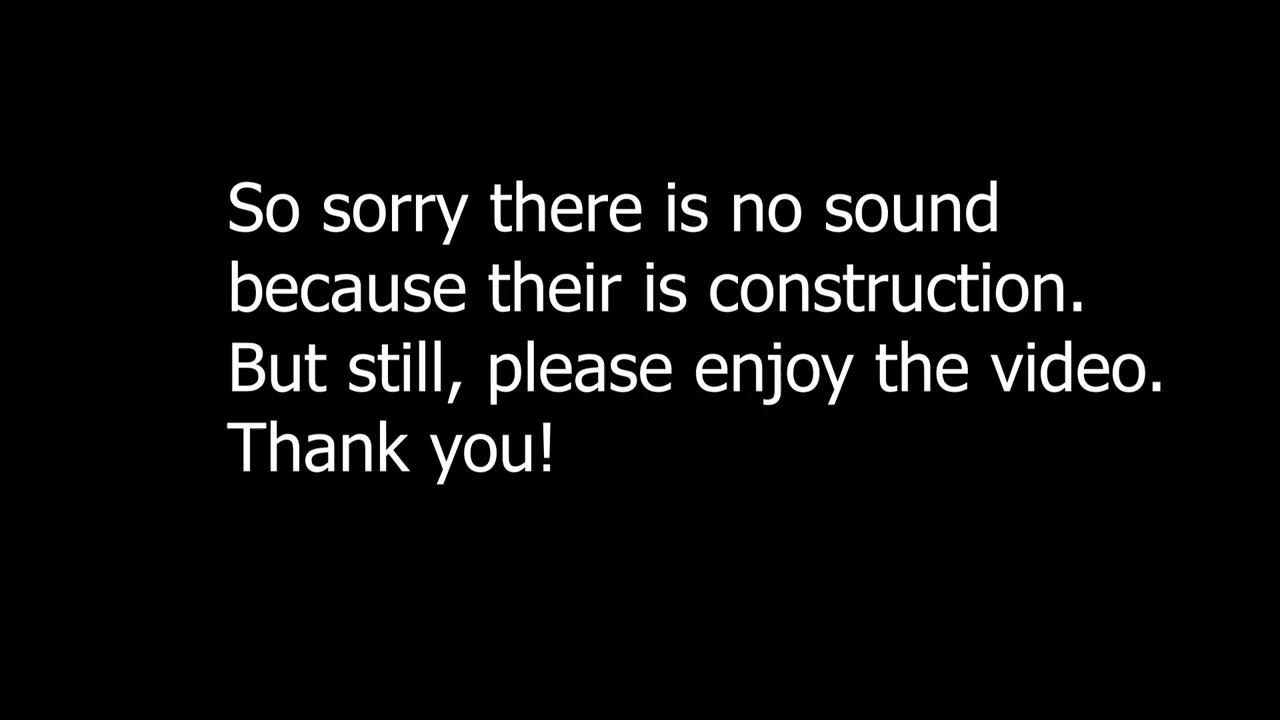 So sorry there is no sound
because their is construction.
But still, please enjoy the video.
Thank you!